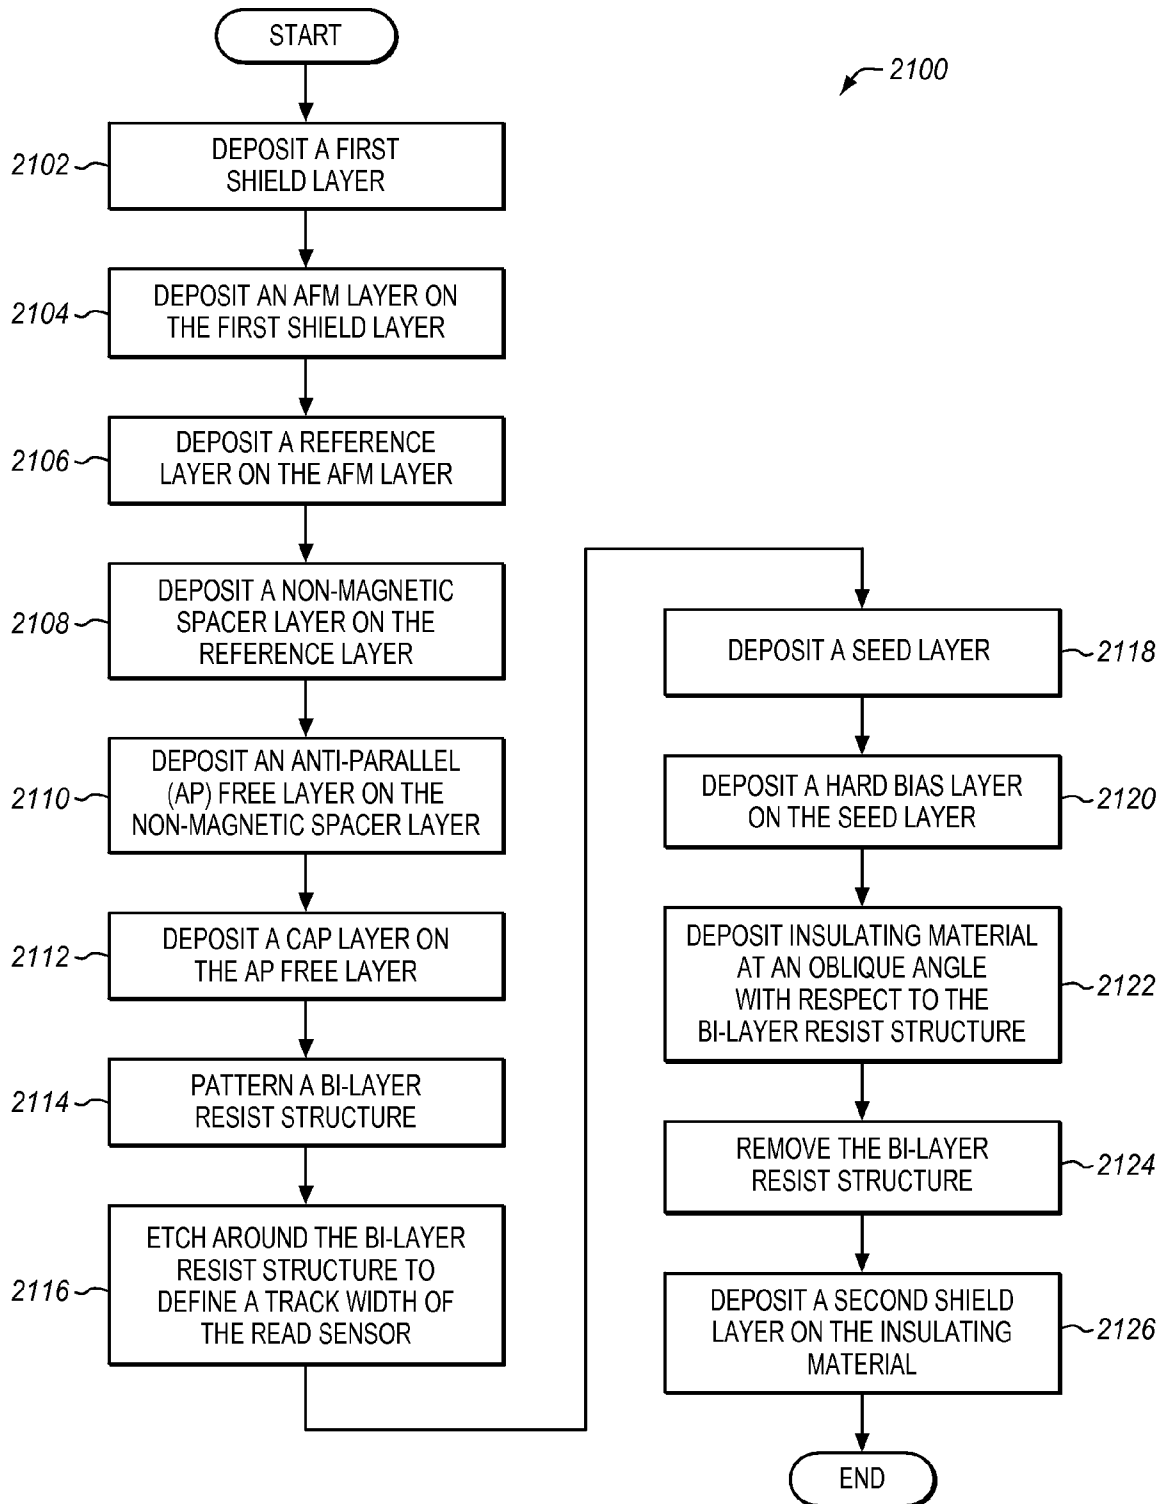 START
2100
2102
DEPOSIT A FIRST
SHIELD LAYER
2104
DEPOSIT AN AFM LAYER ON
THE FIRST SHIELD LAYER
2106
DEPOSIT A REFERENCE
LAYER ON THE AFM LAYER
2108
DEPOSIT A NON-MAGNETIC
SPACER LAYER ON THE
REFERENCE LAYER
2110
DEPOSIT AN ANTI-PARALLEL
(AP) FREE LAYER ON THE
NON-MAGNETIC SPACER LAYER
2112
DEPOSIT A CAP LAYER ON
THE AP FREE LAYER
2114
PATTERN A BI-LAYER
RESIST STRUCTURE
2116
ETCH AROUND THE BI-LAYER
RESIST STRUCTURE TO
DEFINE A TRACK WIDTH OF
THE READ SENSOR
DEPOSIT A SEED LAYER
2118
DEPOSIT A HARD BIAS LAYER
ON THE SEED LAYER
2120
DEPOSIT INSULATING MATERIAL
AT AN OBLIQUE ANGLE
WITH RESPECT TO THE
BI-LAYER RESIST STRUCTURE
2122
REMOVE THE BI-LAYER
RESIST STRUCTURE
2124
DEPOSIT A SECOND SHIELD
LAYER ON THE INSULATING
MATERIAL
2126
END